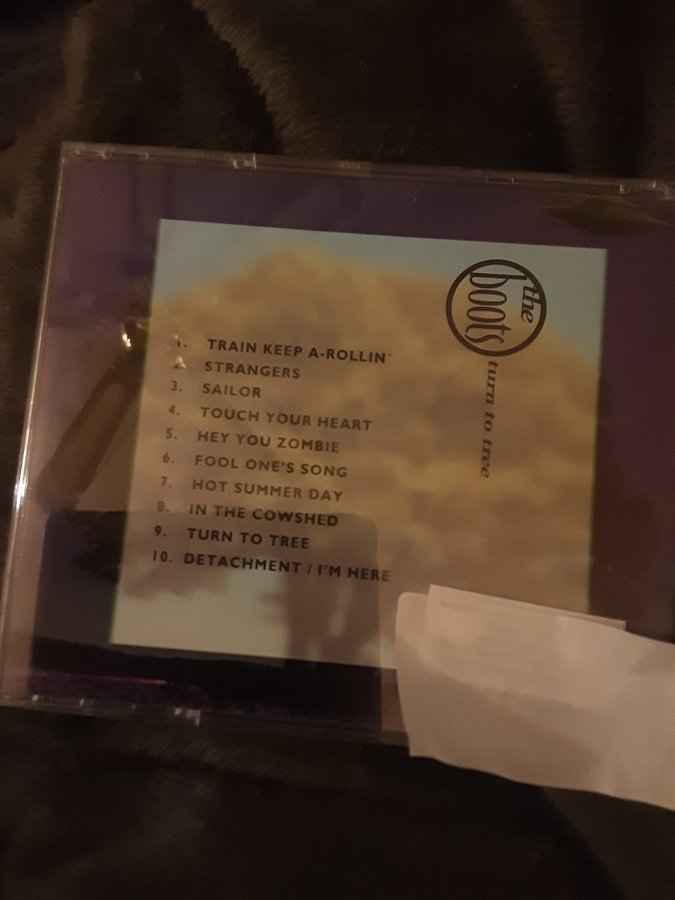 the
boots
turn to tree
1. TRAIN KEEP A-ROLLIN'
2. STRANGERS
3. SAILOR
4. TOUCH YOUR HEART
5. HEY YOU ZOMBIE
6. FOOL ONE'S SONG
7. HOT SUMMER DAY
8. IN THE COWSHED
9. TURN TO TREE
10. DETACHMENT / I'M HERE